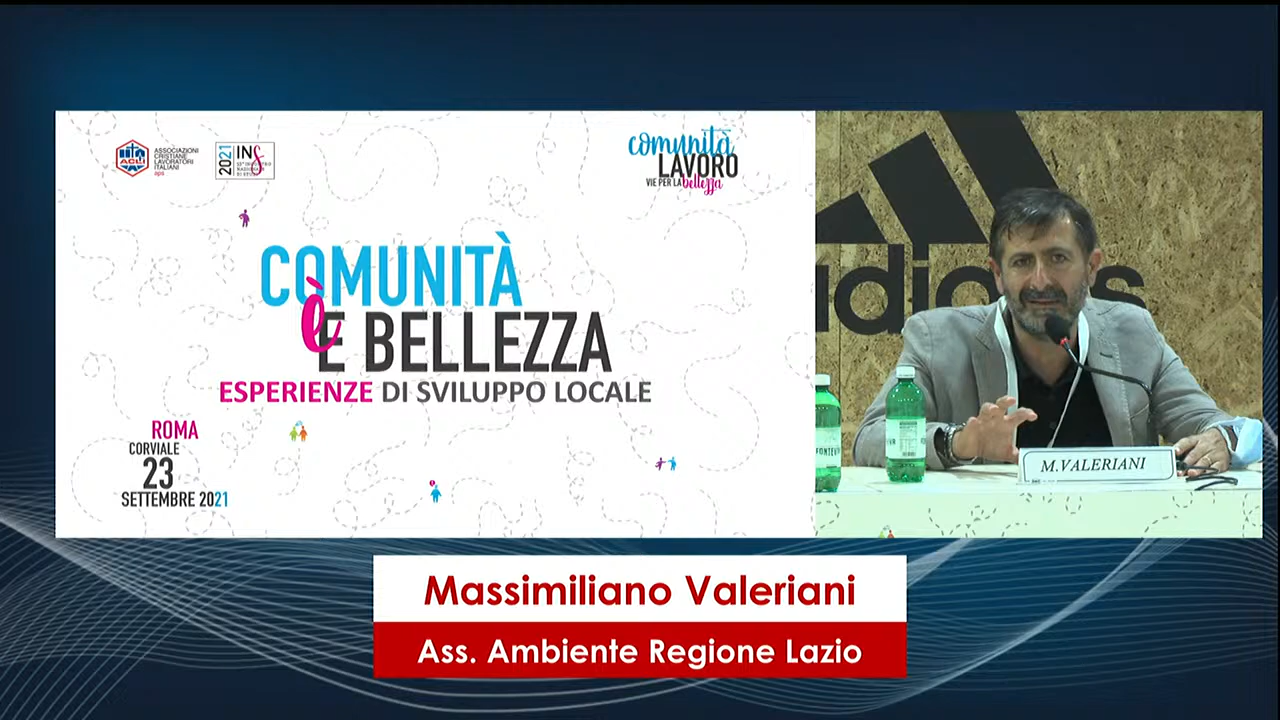 ACLI
ASSOCIAZIONI
CRISTIANE
LAVORATORI
ITALIANI
aps
2021
INS
comunità
LAVORO
VIE PER LA bellezza
COMUNITÀ
è E BELLEZZA
ESPERIENZE DI SVILUPPO LOCALE
ROMA
CORVIALE
23
SETTEMBRE 2021
M.VALERIANI
Massimiliano Valeriani
Ass. Ambiente Regione Lazio